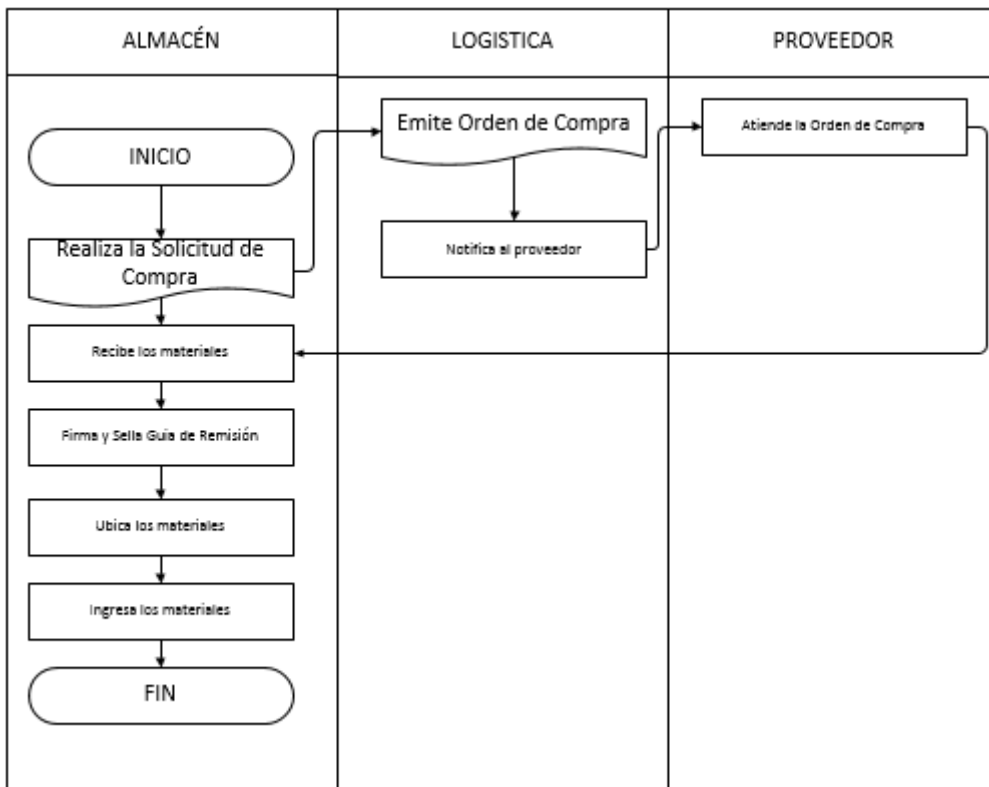 ALMACÉN
LOGISTICA
PROVEEDOR
INICIO
Realiza la Solicitud de
Compra
Emite Orden de Compra
Notifica al proveedor
Atiende la Orden de Compra
Recibe los materiales
Firma y Sella Guia de Remisión
Ubica los materiales
Ingresa los materiales
FIN